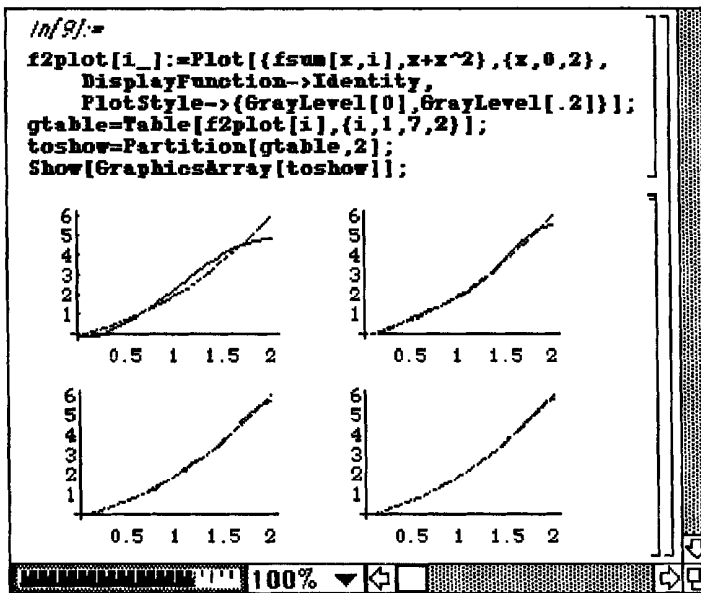 In[9]:=
f2plot[i_]:=Plot[{fsum[x,i],x+x^2},{x,0,2},
DisplayFunction->Identity,
PlotStyle->{GrayLevel[0],GrayLevel[.2]}];
gtable=Table[f2plot[i],{i,1,7,2}];
toshow=Partition[gtable,2];
Show[GraphicsArray[toshow]];
6
5
4
3
2
1
0.5 1 1.5 2
6
5
4
3
2
1
0.5 1 1.5 2
6
5
4
3
2
1
0.5 1 1.5 2
6
5
4
3
2
1
0.5 1 1.5 2
100%